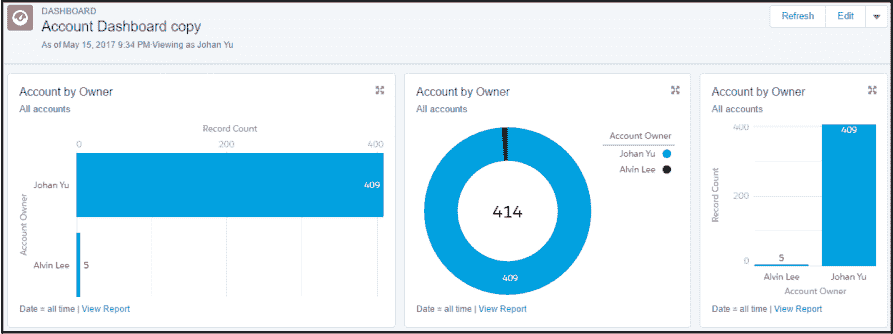 DASHBOARD
Account Dashboard copy
As of May 15, 2017 9:34 PM·Viewing as Johan Yu
Refresh
Edit
Account by Owner
All accounts
Record Count
0
200
400
Account Owner
Johan Yu
409
Alvin Lee
5
Date = all time | View Report
Account by Owner
All accounts
414
409
Account Owner
Johan Yu
Alvin Lee
Date = all time | View Report
Account by Owner
All accounts
Record Count
400
200
0
409
5
Alvin Lee
Johan Yu
Account Owner
Date = all time | View Report